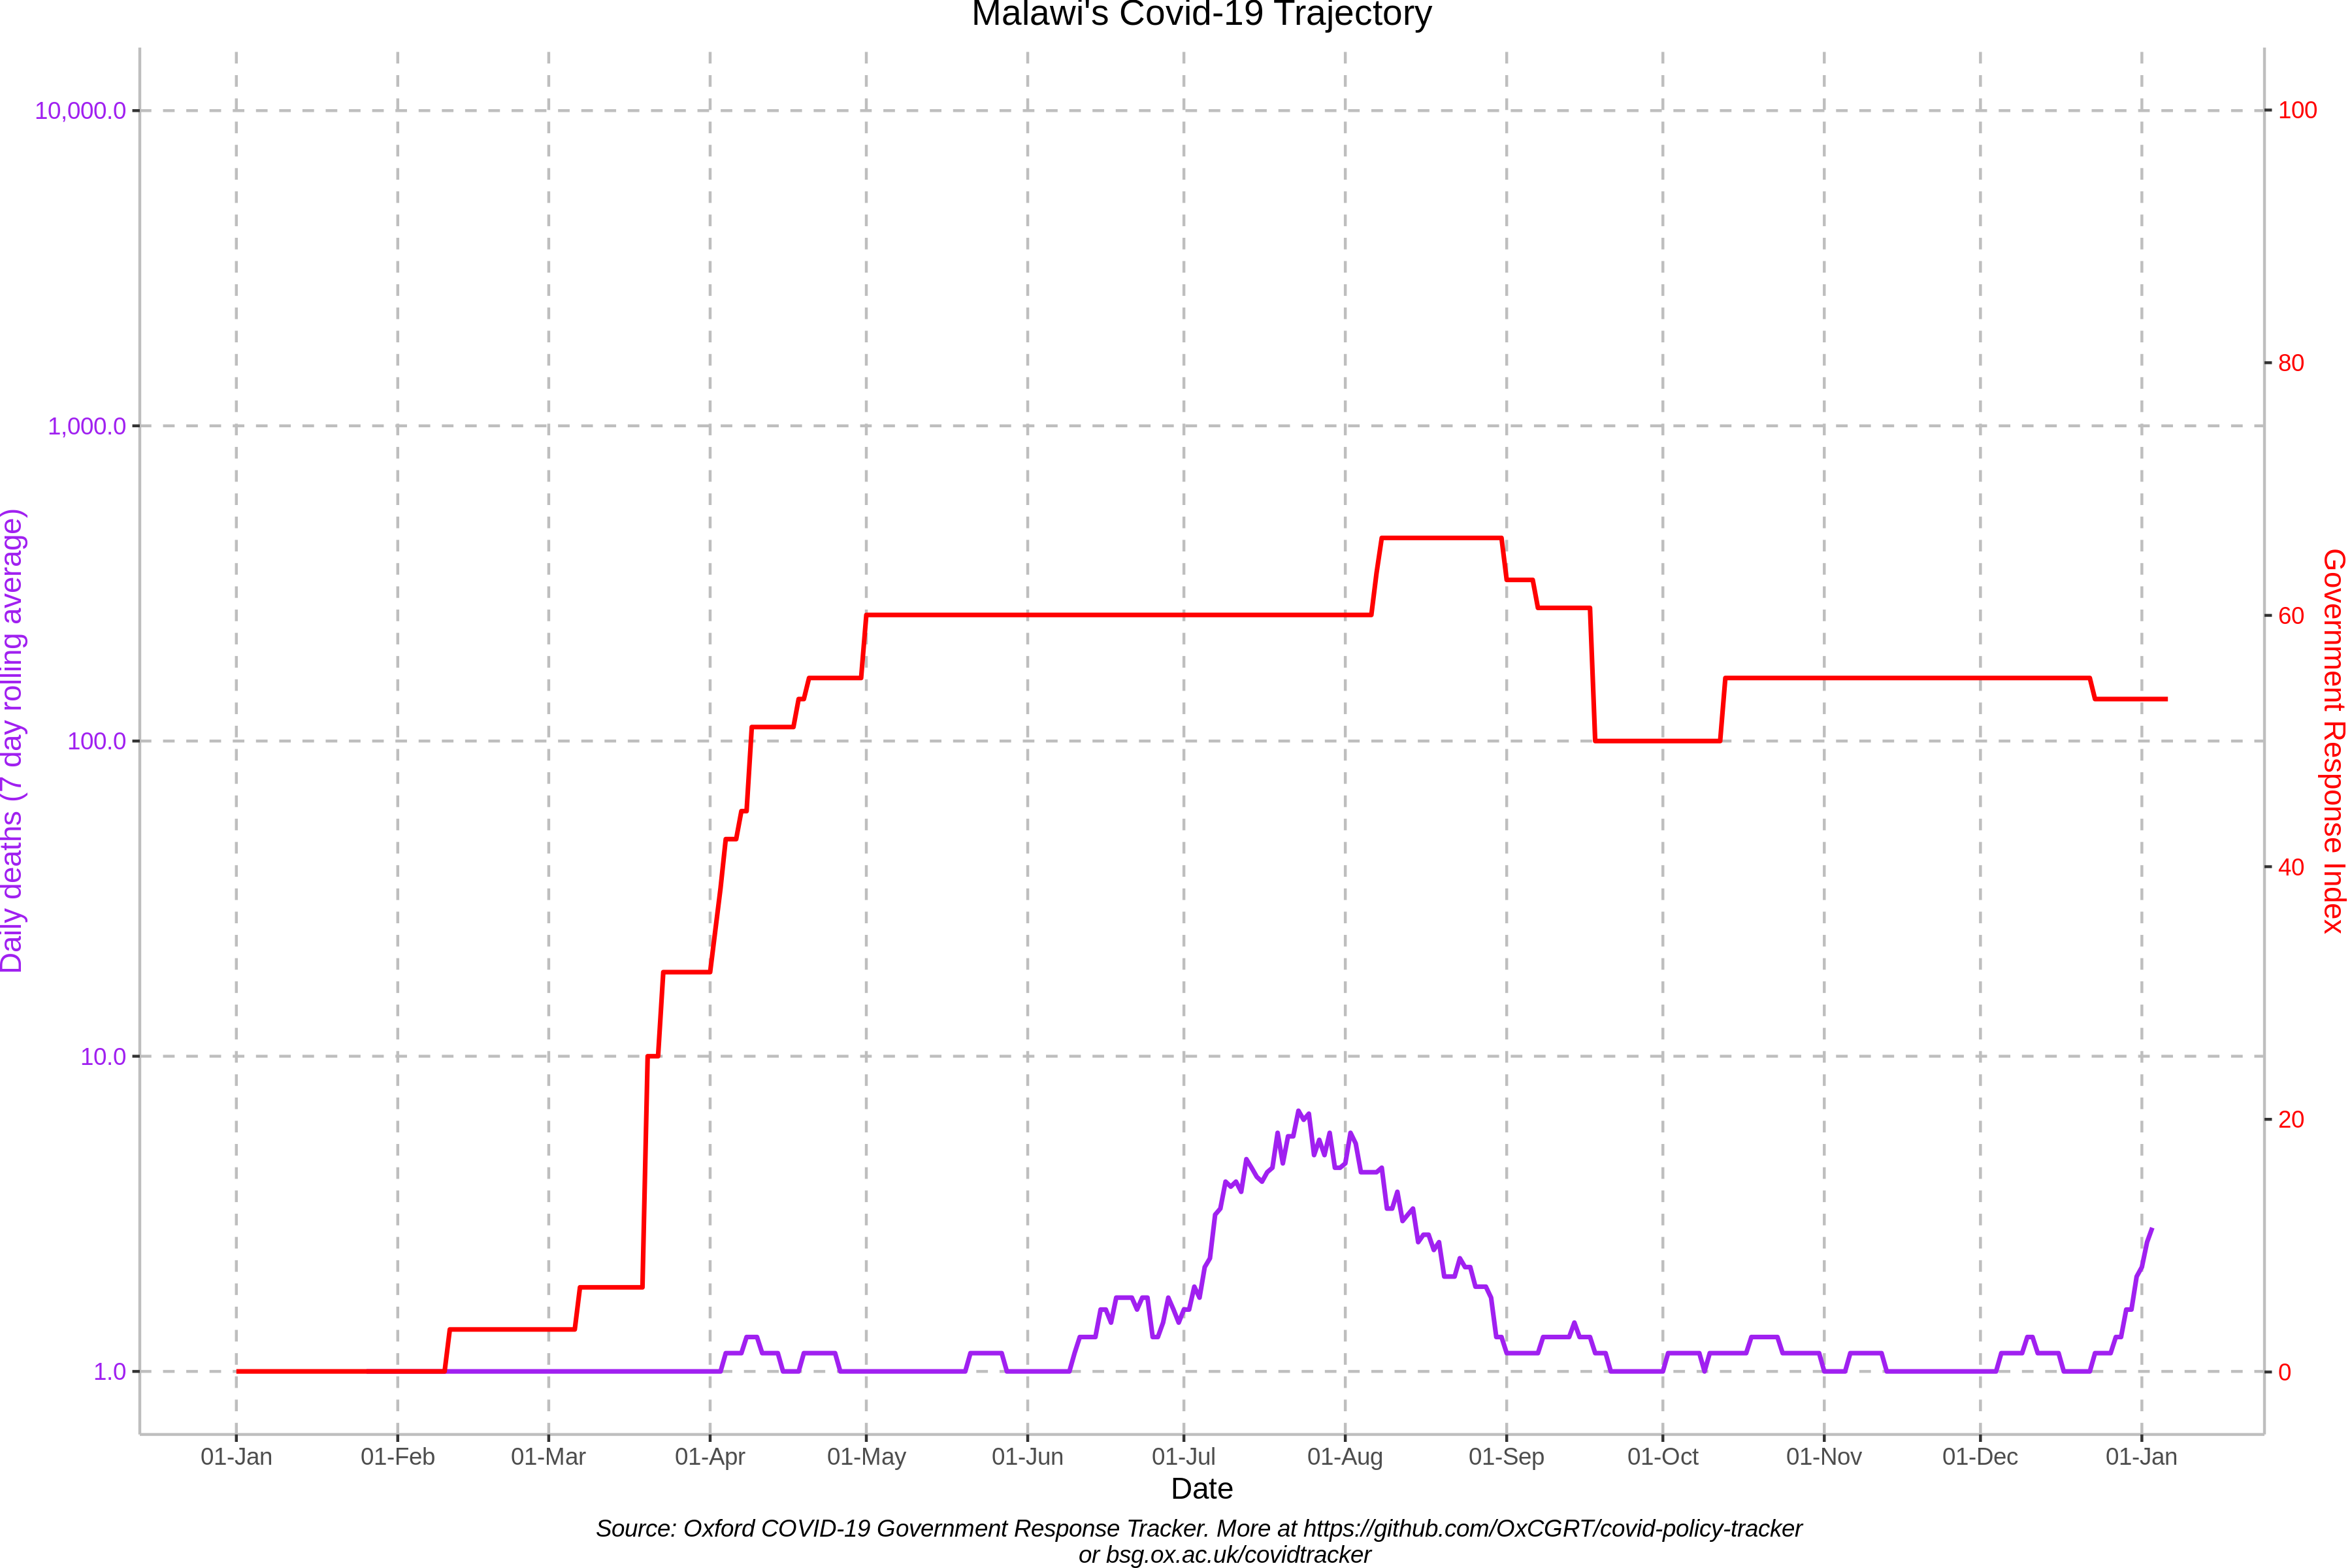 Malawi's Covid-19 Trajectory
10,000.0
1,000.0
100.0
10.0
1.0
Daily deaths (7 day rolling average)
100
80
60
40
20
0
Government Response Index
01-Jan 01-Feb 01-Mar 01-Apr 01-May 01-Jun 01-Jul 01-Aug 01-Sep 01-Oct 01-Nov 01-Dec 01-Jan
Date
Source: Oxford COVID-19 Government Response Tracker. More at https://github.com/OxCGRT/covid-policy-tracker
or bsg.ox.ac.uk/covidtracker